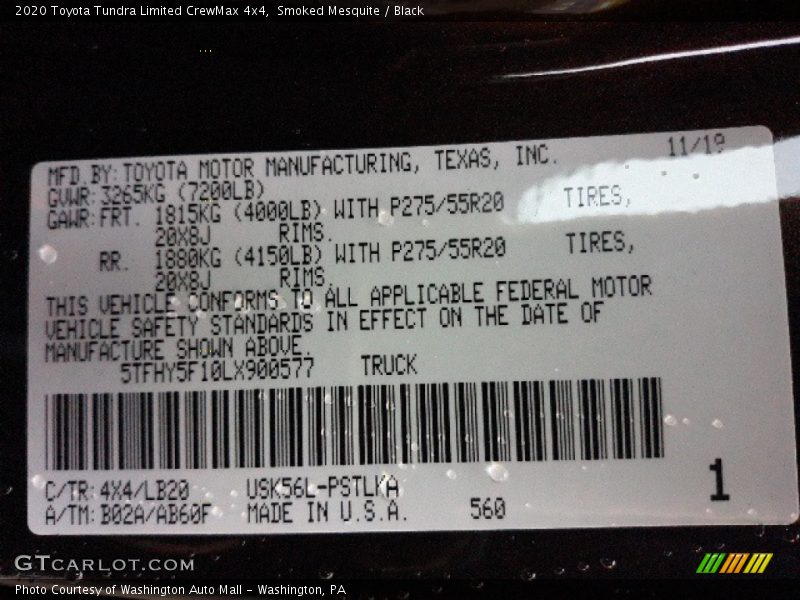 2020 Toyota Tundra Limited CrewMax 4x4, Smoked Mesquite / Black
MFD.BY:TOYOTA MOTOR MANUFACTURING, TEXAS, INC. 11/19
GVWR:3265KG (7200LB)
GAWR:FRT. 1815KG (4000LB) WITH P275/55R20 TIRES,
20X8J RIMS.
RR. 1880KG (4150LB) WITH P275/55R20 TIRES,
20X8J RIMS.
THIS VEHICLE CONFORMS TO ALL APPLICABLE FEDERAL MOTOR
VEHICLE SAFETY STANDARDS IN EFFECT ON THE DATE OF
MANUFACTURE SHOWN ABOVE.
5TFHY5F10LX900577 TRUCK
C/TR:4X4/LB20 USK56L-PSTLKA 1
A/TM:B02A/AB60F MADE IN U.S.A. 560
GTCARLOT.COM
Photo Courtesy of Washington Auto Mall - Washington, PA